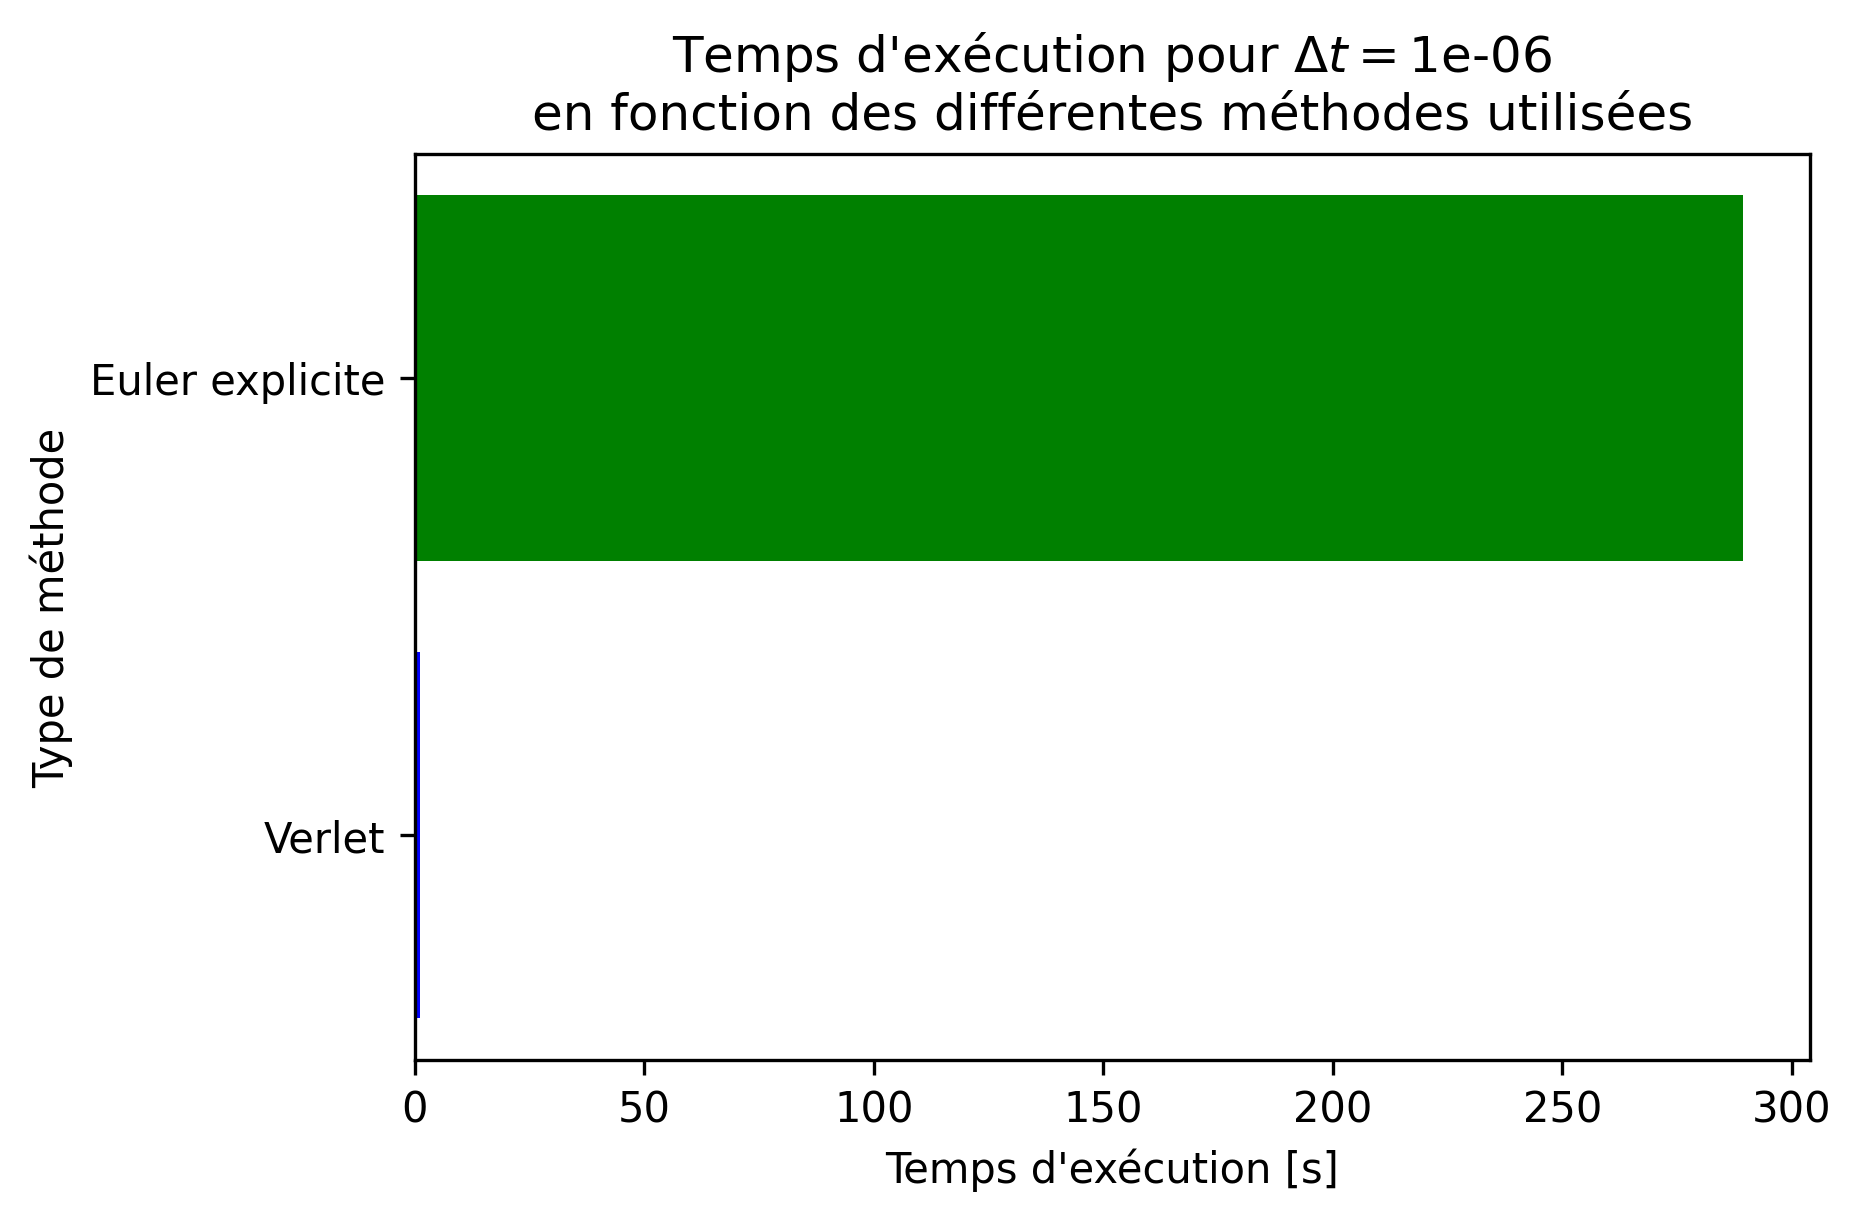 Temps d'exécution pour Δt = 1e-06
en fonction des différentes méthodes utilisées
Type de méthode
Euler explicite
Verlet
0 50 100 150 200 250 300
Temps d'exécution [s]